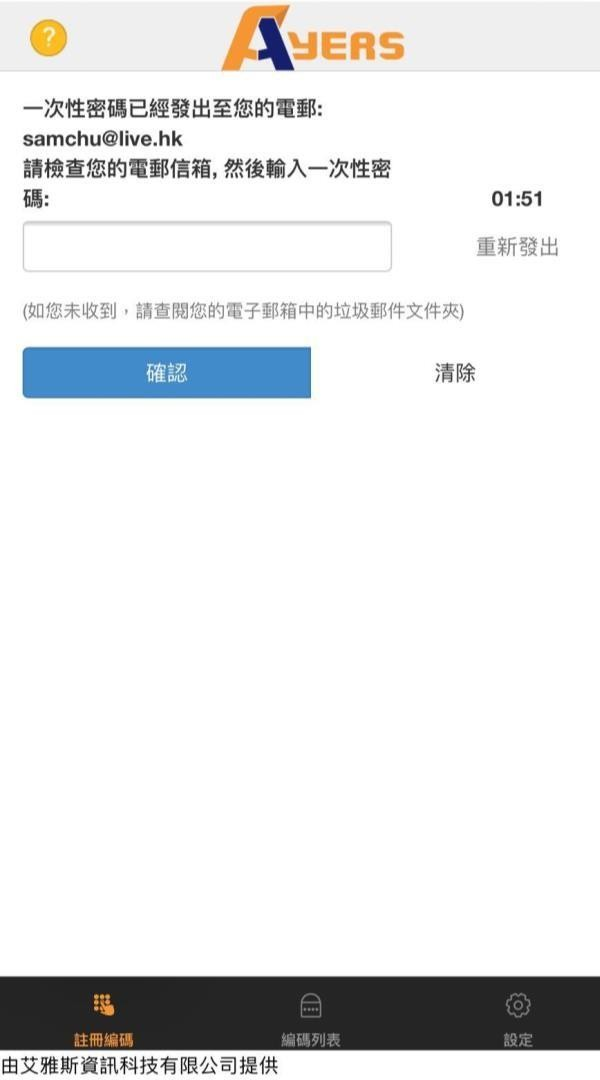 ?
AYERS
一次性密碼已經發出至您的電郵:
samchu@live.hk
請檢查您的電郵信箱, 然後輸入一次性密
碼:
01:51
重新發出
(如您未收到，請查閱您的電子郵箱中的垃圾郵件文件夾)
確認
清除
註冊編碼
編碼列表
設定
由艾雅斯資訊科技有限公司提供